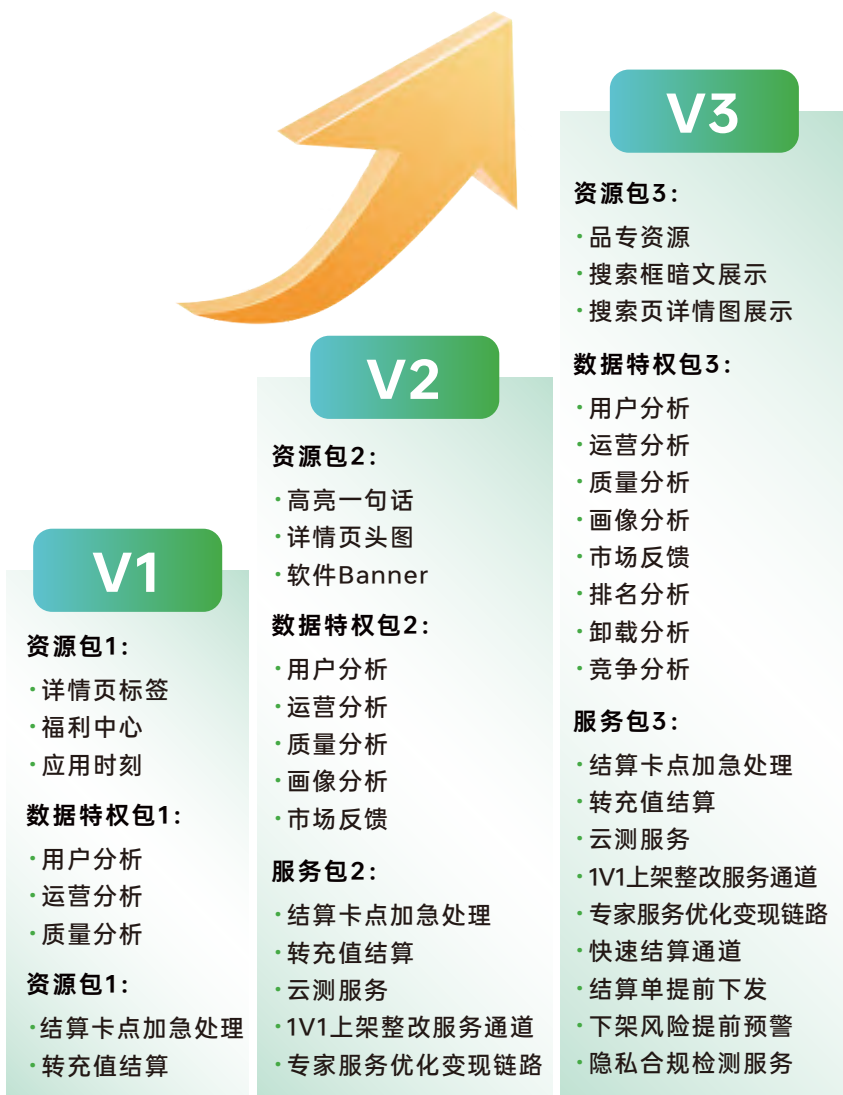 V1
资源包1:
·详情页标签
·福利中心
·应用时刻
数据特权包1:
·用户分析
·运营分析
·质量分析
资源包1:
·结算卡点加急处理
·转充值结算
V2
资源包2:
·高亮一句话
·详情页头图
·软件Banner
数据特权包2:
·用户分析
·运营分析
·质量分析
·画像分析
·市场反馈
服务包2:
·结算卡点加急处理
·转充值结算
·云测服务
·1V1上架整改服务通道
·专家服务优化变现链路
V3
资源包3:
·品专资源
·搜索框暗文展示
·搜索页详情图展示
数据特权包3:
·用户分析
·运营分析
·质量分析
·画像分析
·市场反馈
·排名分析
·卸载分析
·竞争分析
服务包3:
·结算卡点加急处理
·转充值结算
·云测服务
·1V1上架整改服务通道
·专家服务优化变现链路
·快速结算通道
·结算单提前下发
·下架风险提前预警
·隐私合规检测服务